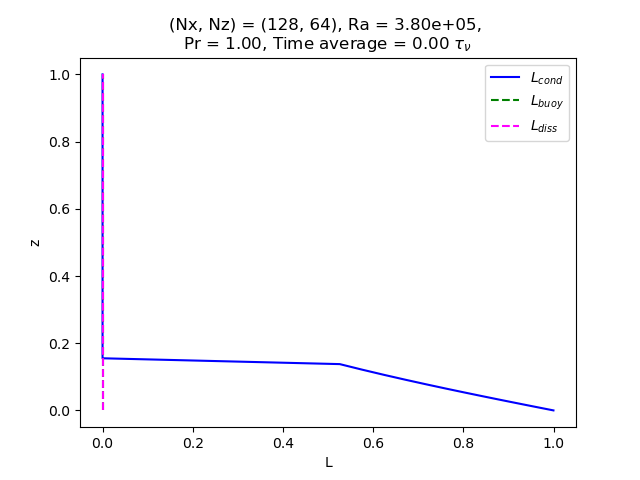 (Nx, Nz) = (128, 64), Ra = 3.80e+05,
Pr = 1.00, Time average = 0.00 τν
L_cond
L_buoy
L_diss
1.0
0.8
0.6
0.4
0.2
0.0
z
0.0 0.2 0.4 0.6 0.8 1.0
L